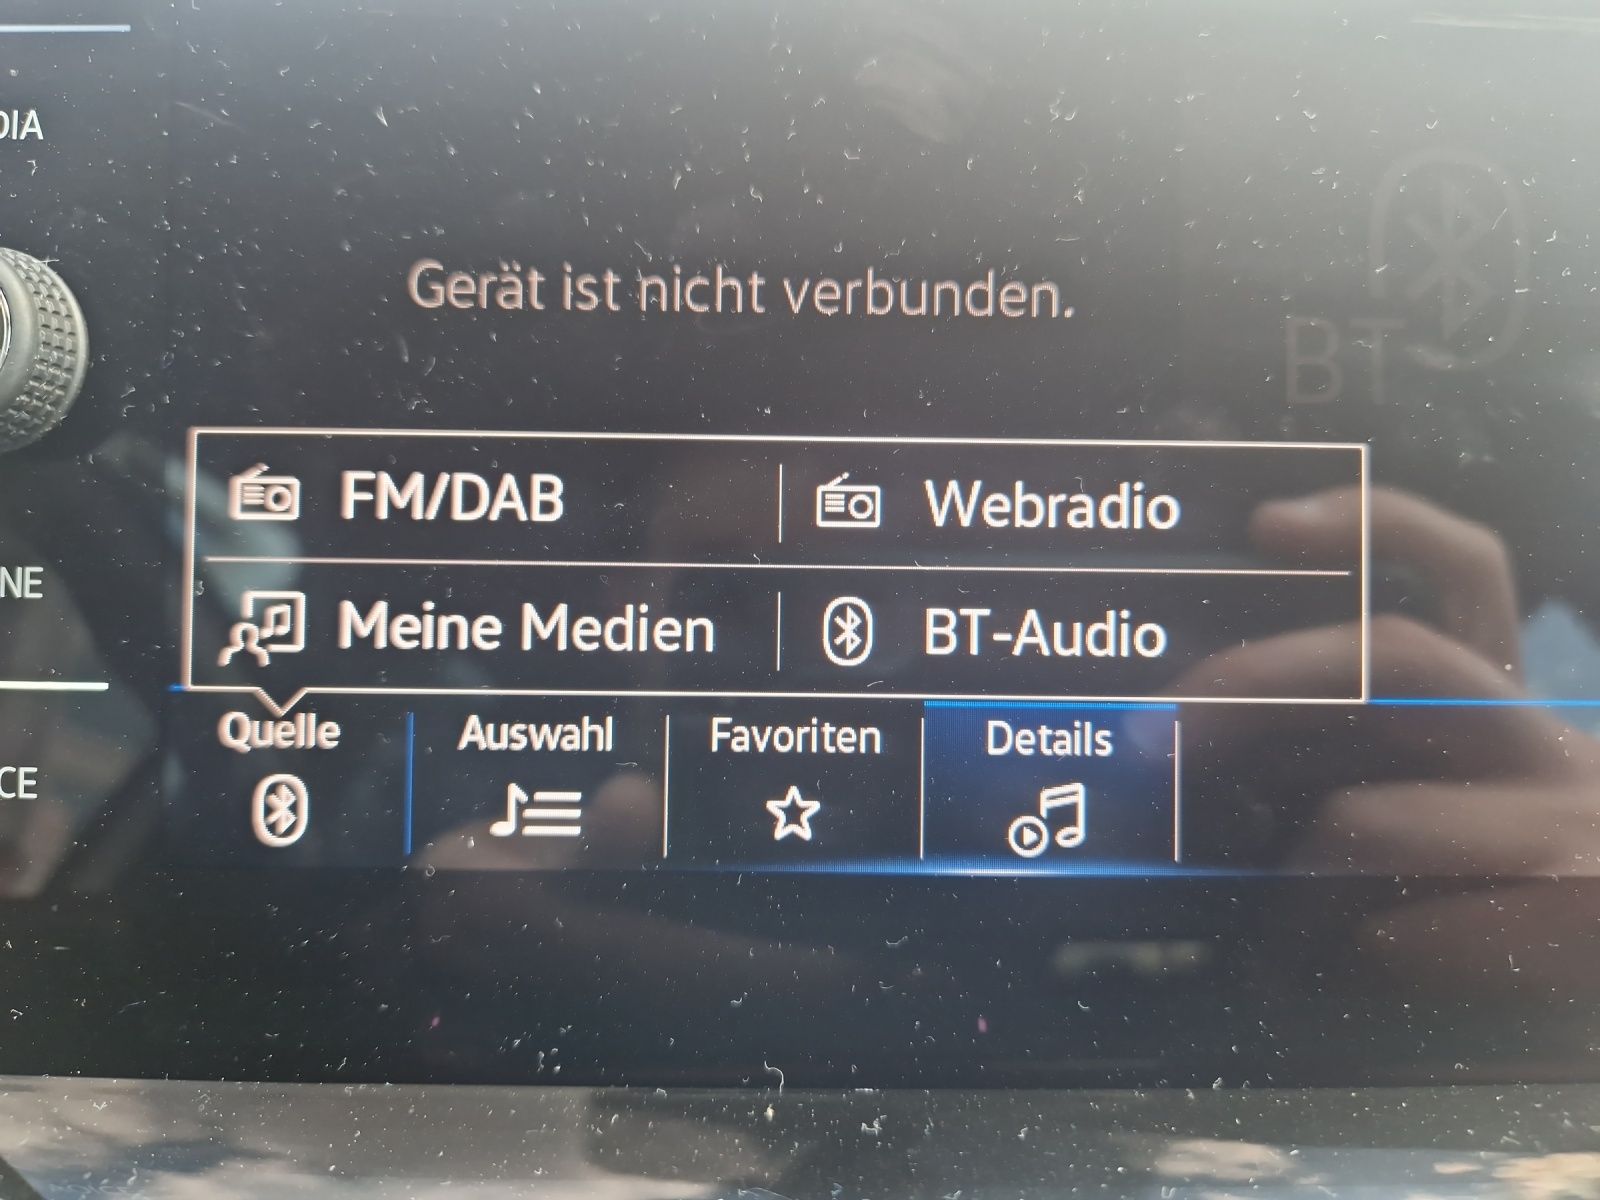 DIA
Gerät ist nicht verbunden.
BT
FM/DAB
Webradio
NE
Meine Medien
BT-Audio
Quelle
Auswahl
Favoriten
Details
CE